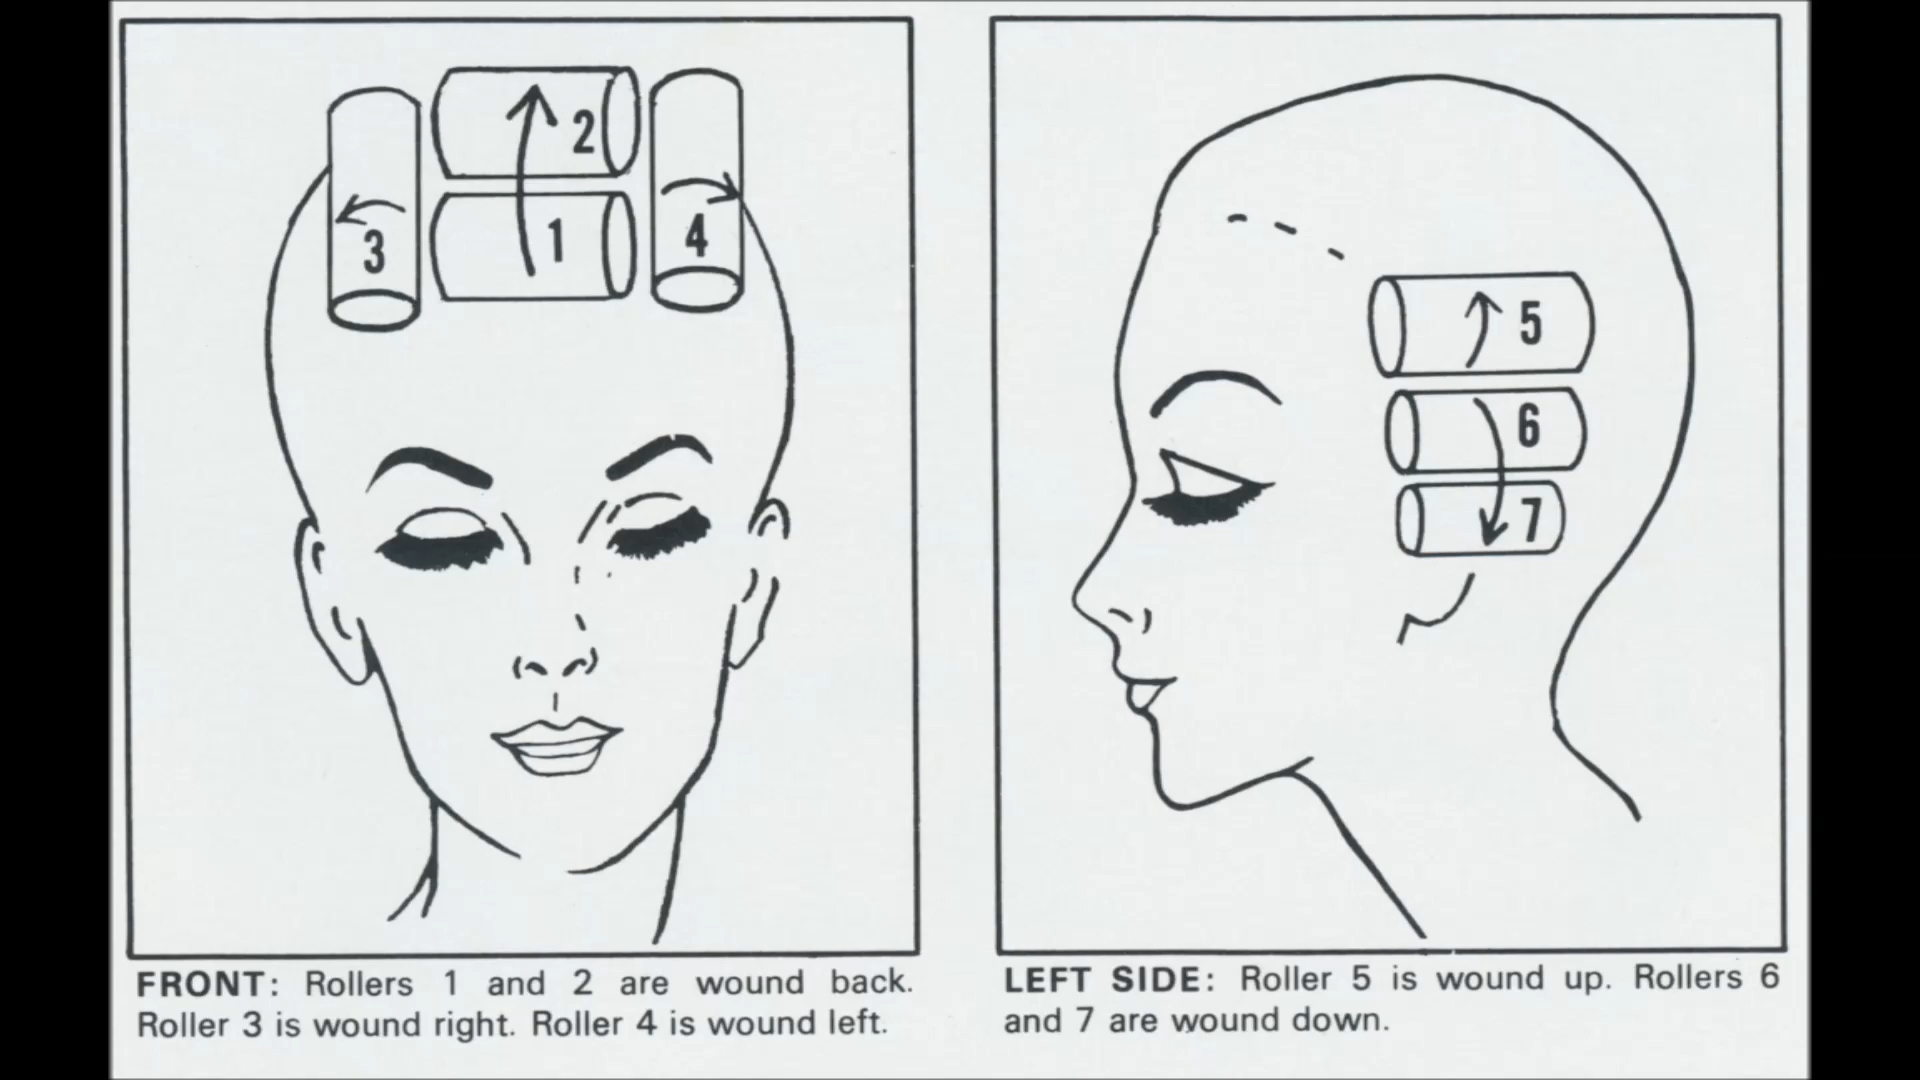 2
1
3
4
5
6
7
FRONT: Rollers 1 and 2 are wound back.
Roller 3 is wound right. Roller 4 is wound left.
LEFT SIDE: Roller 5 is wound up. Rollers 6
and 7 are wound down.